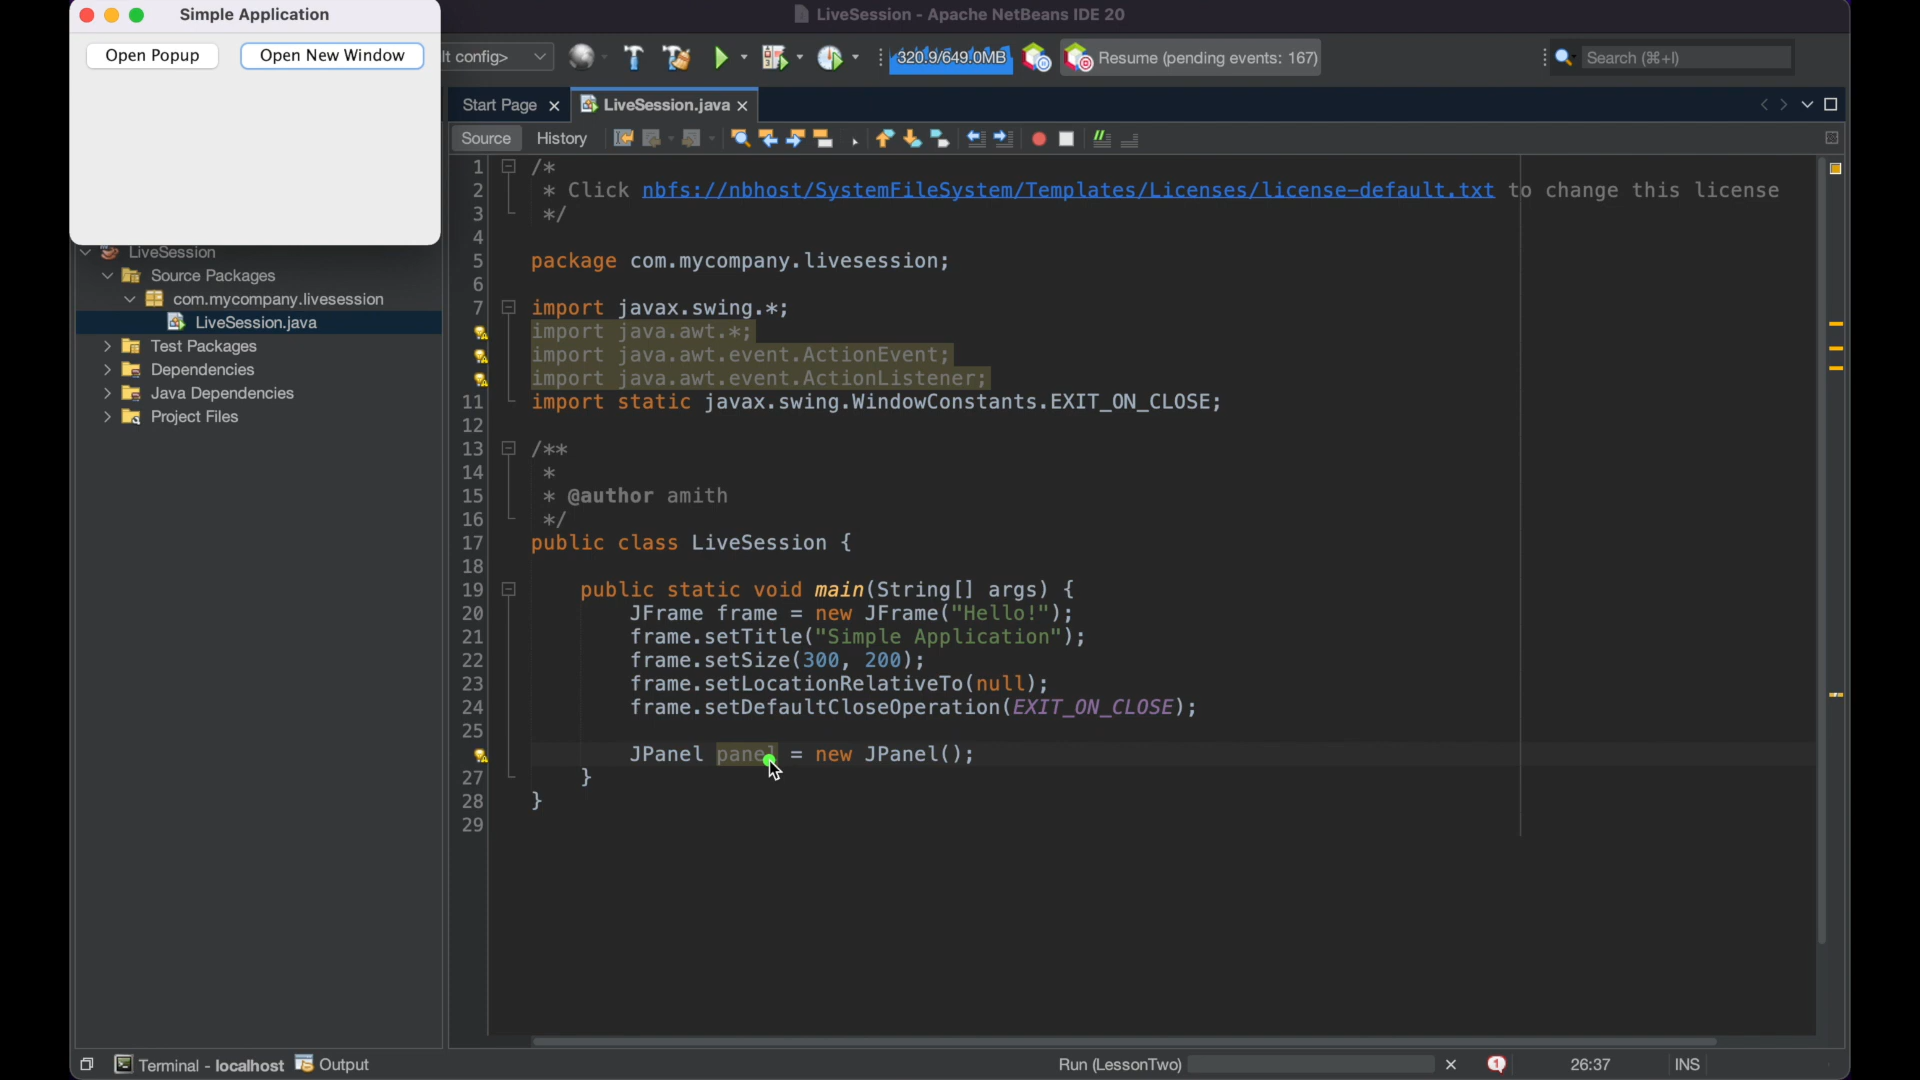 Simple Application
LiveSession - Apache NetBeans IDE 20
Open Popup
Open New Window
lt config>
320.9/649.0MB
Resume (pending events: 167)
Search (⌘+I)
Start Page
LiveSession.java
Source
History
1 /*
2 * Click nbfs://nbhost/SystemFileSystem/Templates/Licenses/license-default.txt to change this license
3 */
4
5 package com.mycompany.livesession;
6
7 import javax.swing.*;
import java.awt.*;
import java.awt.event.ActionEvent;
import java.awt.event.ActionListener;
11 import static javax.swing.WindowConstants.EXIT_ON_CLOSE;
12
13 /**
14 *
15 * @author amith
16 */
17 public class LiveSession {
18
19 public static void main(String[] args) {
20 JFrame frame = new JFrame("Hello!");
21 frame.setTitle("Simple Application");
22 frame.setSize(300, 200);
23 frame.setLocationRelativeTo(null);
24 frame.setDefaultCloseOperation(EXIT_ON_CLOSE);
25
JPanel panel = new JPanel();
27 }
28 }
29
LiveSession
Source Packages
com.mycompany.livesession
LiveSession.java
Test Packages
Dependencies
Java Dependencies
Project Files
Terminal - localhost
Output
Run (LessonTwo)
1
26:37
INS